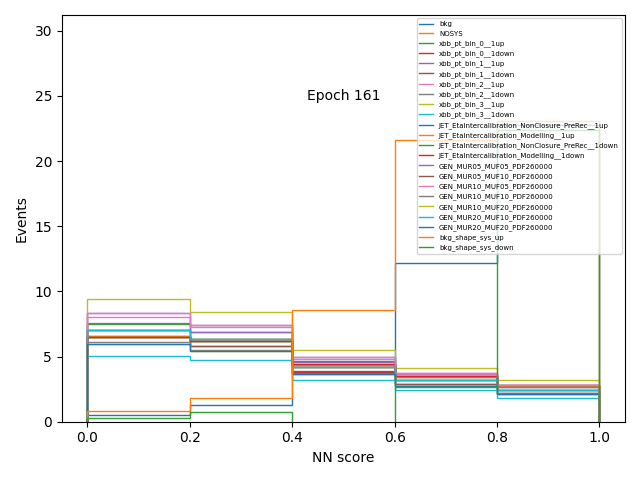 bkg
NOSYS
xbb_pt_bin_0__1up
xbb_pt_bin_0__1down
xbb_pt_bin_1__1up
xbb_pt_bin_1__1down
xbb_pt_bin_2__1up
xbb_pt_bin_2__1down
xbb_pt_bin_3__1up
xbb_pt_bin_3__1down
JET_EtaIntercalibration_NonClosure_PreRec__1up
JET_EtaIntercalibration_Modelling__1up
JET_EtaIntercalibration_NonClosure_PreRec__1down
JET_EtaIntercalibration_Modelling__1down
GEN_MUR05_MUF05_PDF260000
GEN_MUR05_MUF10_PDF260000
GEN_MUR10_MUF05_PDF260000
GEN_MUR10_MUF10_PDF260000
GEN_MUR10_MUF20_PDF260000
GEN_MUR20_MUF10_PDF260000
GEN_MUR20_MUF20_PDF260000
bkg_shape_sys_up
bkg_shape_sys_down
Epoch 161
Events
30
25
20
15
10
5
0
0.0 0.2 0.4 0.6 0.8 1.0
NN score